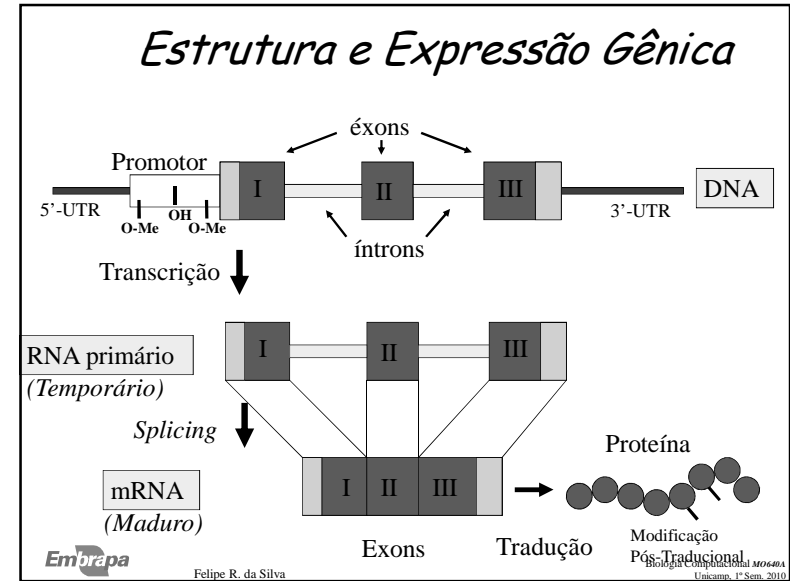 Estrutura e Expressão Gênica
éxons
Promotor
I
II
III
DNA
5’-UTR
O-Me
OH
O-Me
3’-UTR
íntrons
Transcrição
RNA primário
(Temporário)
I
II
III
Splicing
Proteína
mRNA
(Maduro)
I
II
III
Exons
Tradução
Modificação
Pós-Traducional
Embrapa
Felipe R. da Silva
Biologia Computacional MO640A
Unicamp, 1º Sem. 2010